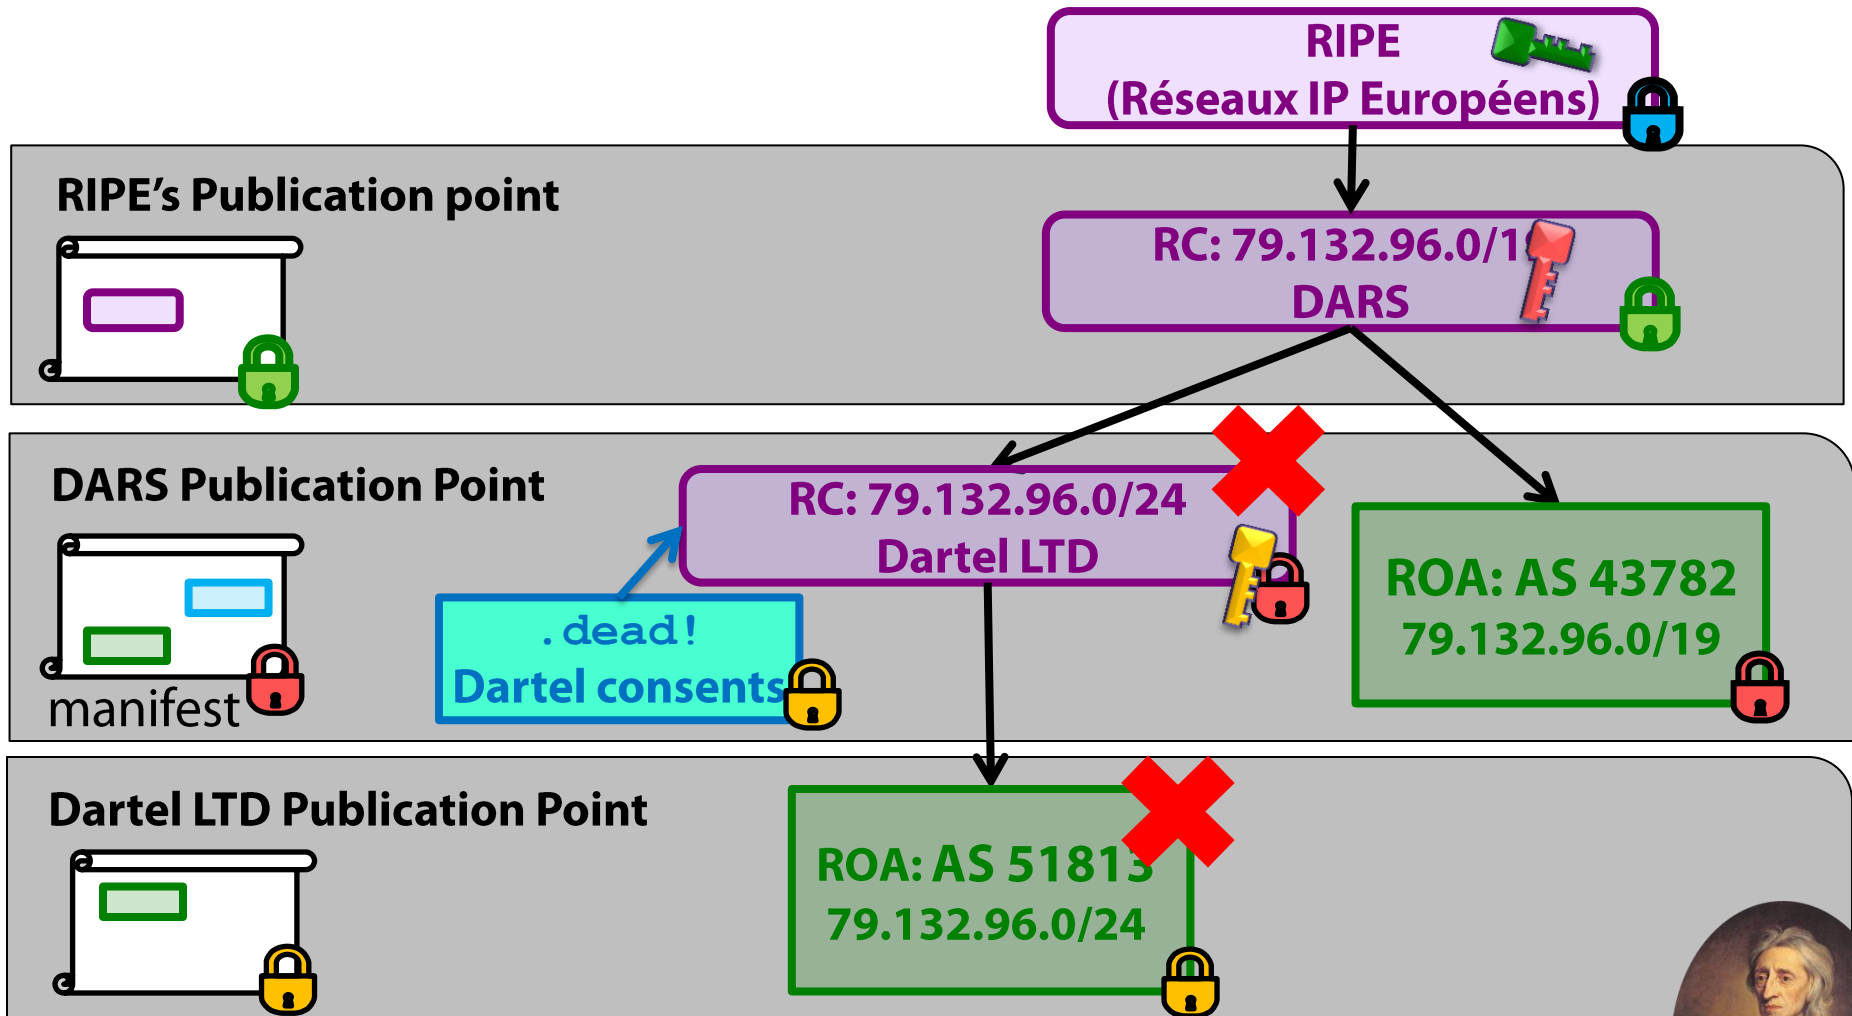 RIPE
(Réseaux IP Européens)
RIPE's Publication point
RC: 79.132.96.0/1
DARS
DARS Publication Point
RC: 79.132.96.0/24
Dartel LTD
.dead!
Dartel consents
ROA: AS 43782
79.132.96.0/19
manifest
Dartel LTD Publication Point
ROA: AS 51813
79.132.96.0/24